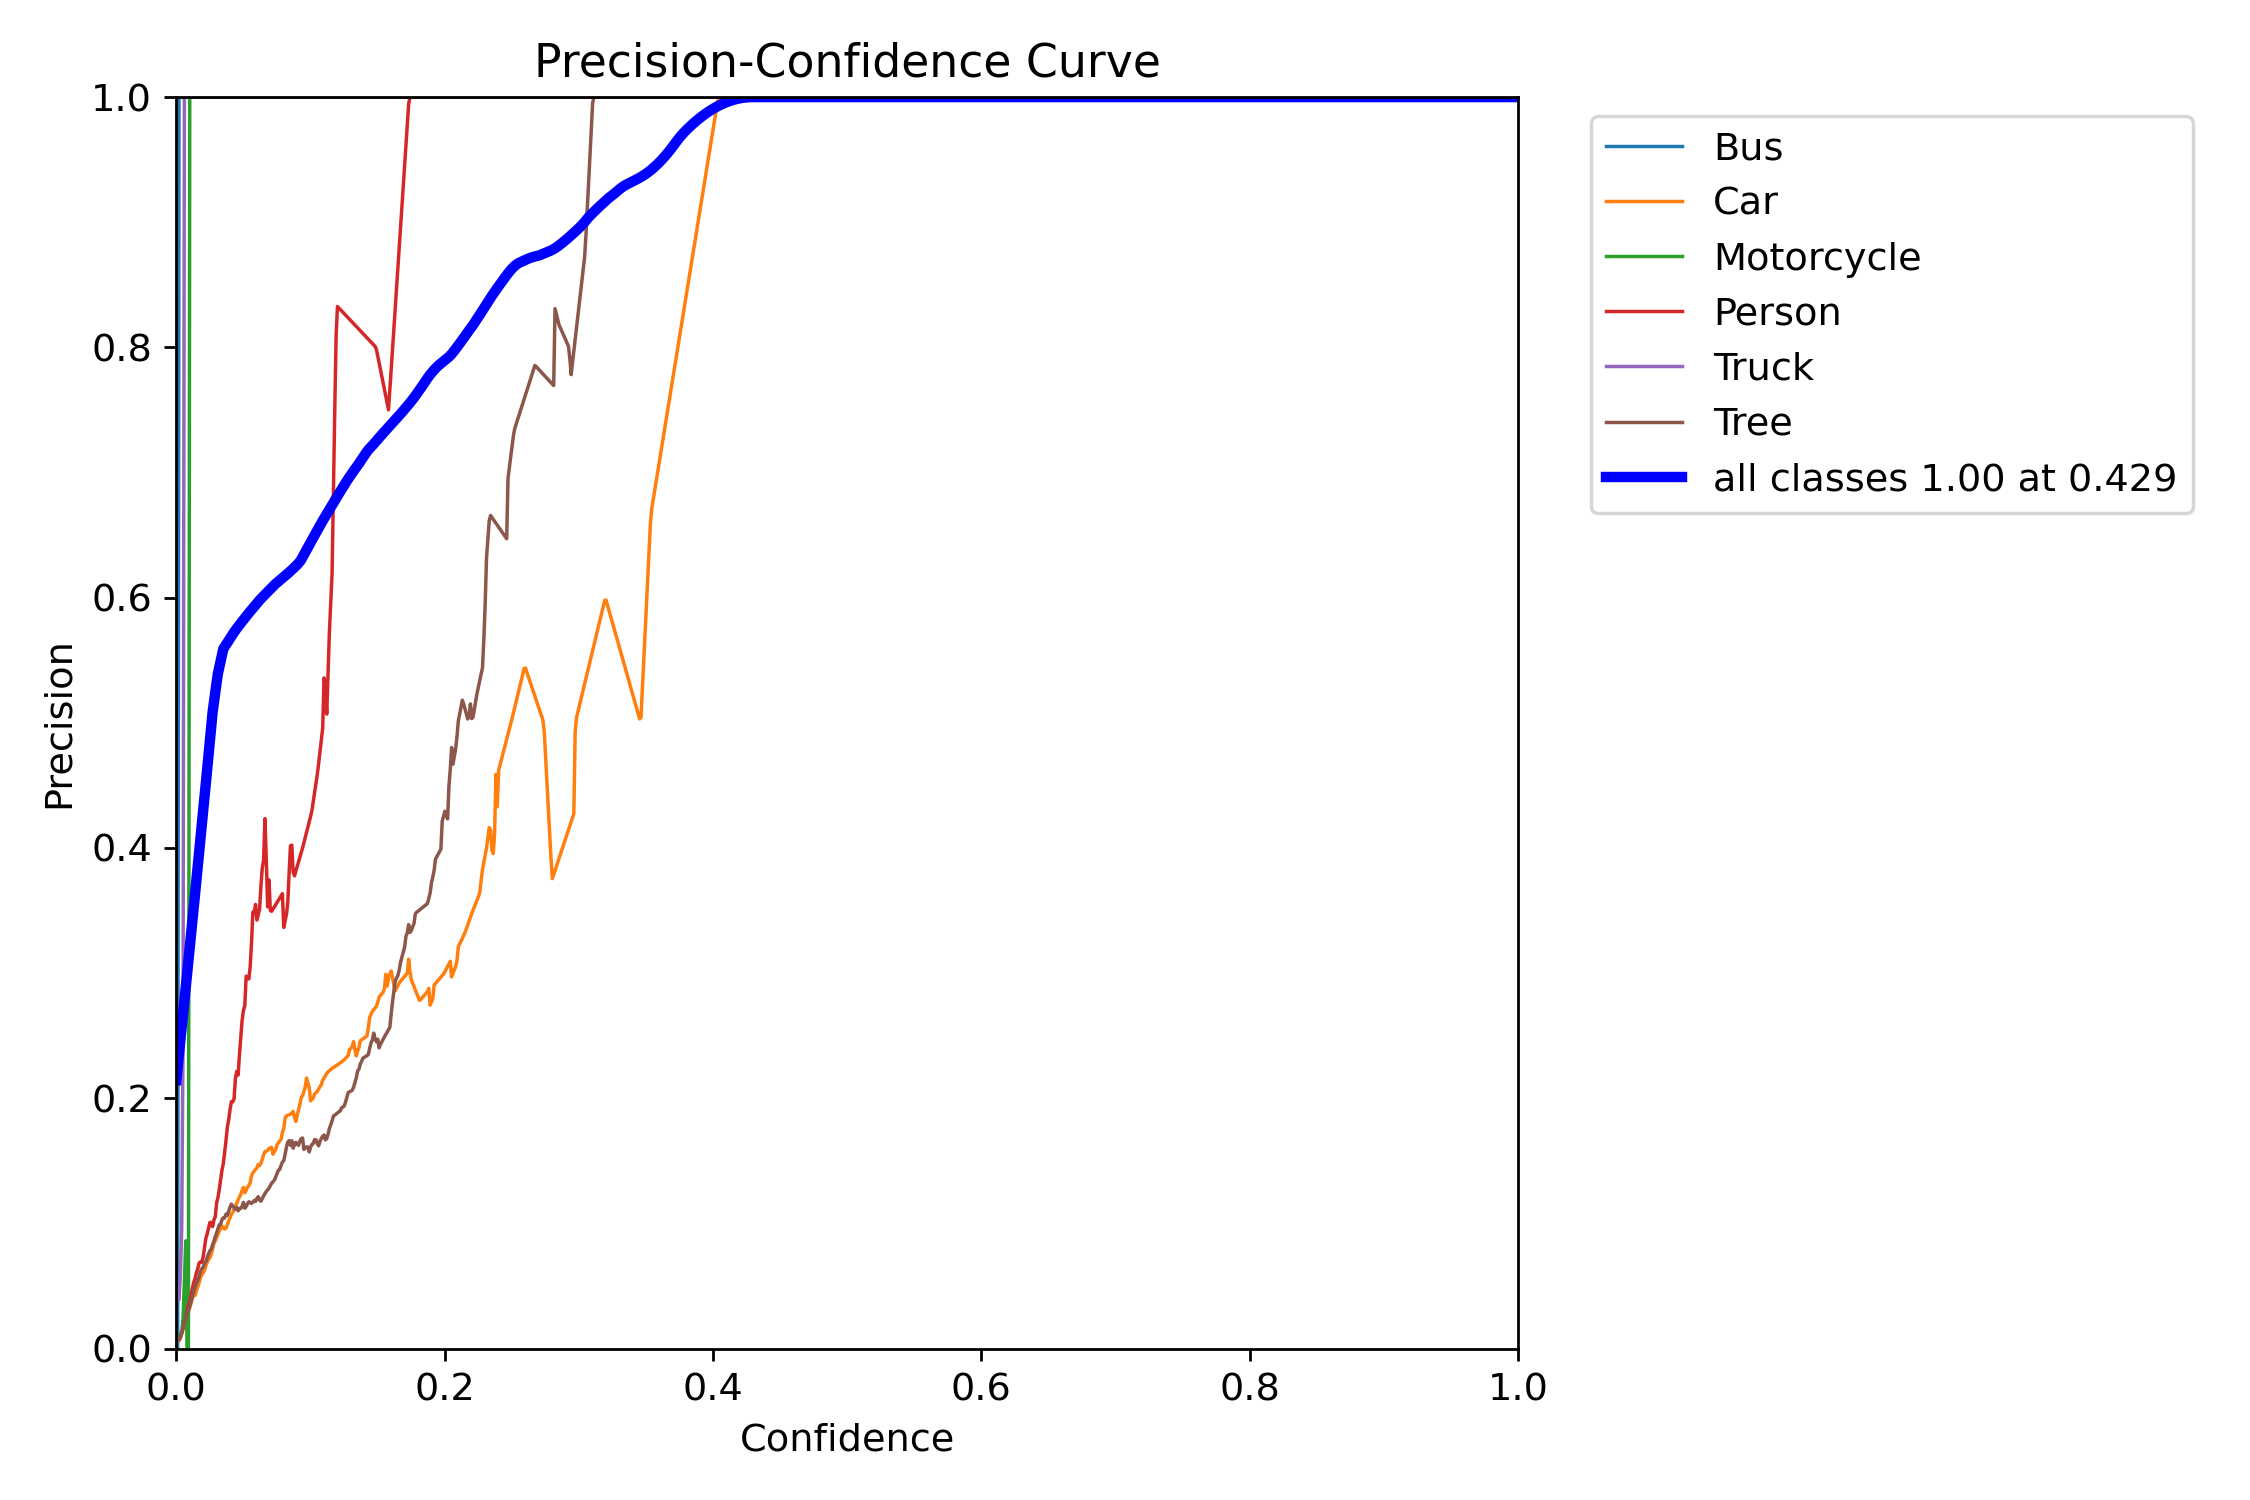 Precision-Confidence Curve
1.0
0.8
0.6
0.4
0.2
0.0
Precision
0.0 0.2 0.4 0.6 0.8 1.0
Confidence
Bus
Car
Motorcycle
Person
Truck
Tree
all classes 1.00 at 0.429